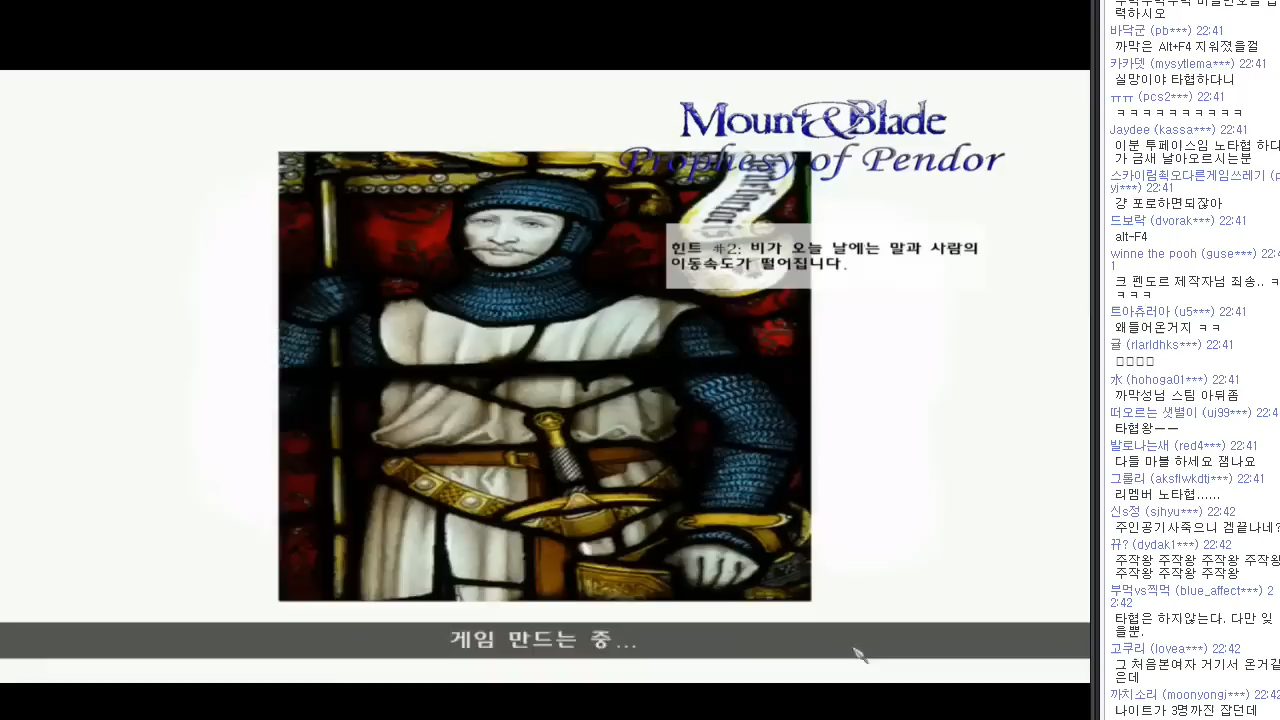 Mount&Blade
Prophesy of Pendor
힌트 #2: 비가 오늘 날에는 말과 사람의
이동속도가 떨어집니다.
게임 만드는 중...
력하시오
바닥군 (pb***) 22:41
까막은 Alt+F4 지워졌을껄
카카뎃 (mysytlema***) 22:41
실망이야 타협하다니
ㅠㅠ (pcs2***) 22:41
ㅋㅋㅋㅋㅋㅋㅋㅋㅋㅋ
Jaydee (kassa***) 22:41
이분 투페이스임 노타협 하다
가 금새 날아오르시는분
스카이림쵝오다른게임쓰레기 (p
yj***) 22:41
걍 포로하면되잖아
드보락 (dvorak***) 22:41
alt-F4
winne the pooh (guse***) 22:4
1
크 펜도르 제작자님 죄송.. ㅋ
ㅋㅋㅋ
트아츄러아 (u5***) 22:41
왜들어온거지 ㅋㅋ
귤 (rlarldhks***) 22:41
□□□□
水 (hohoga01***) 22:41
까막성님 스팀 아뒤좀
떠오르는 샛별이 (uj99***) 22:4
타협왕ㅡㅡ
발로나는새 (red4***) 22:41
다들 마블 하세요 잼나요
그롤리 (aksflwkdtj***) 22:41
리멤버 노타협......
신s정 (sjhyu***) 22:42
주인공기사죽으니 겜끝나네?
뀨? (dydak1***) 22:42
주작왕 주작왕 주작왕 주작왕
주작왕 주작왕 주작왕
부먹vs찍먹 (blue_affect***) 2
2:42
타협은 하지않는다. 다만 잊
을뿐.
고쿠리 (lovea***) 22:42
그 처음본여자 거기서 온거같
은데
까치소리 (moonyongj***) 22:42
나이트가 3명까진 잡던데